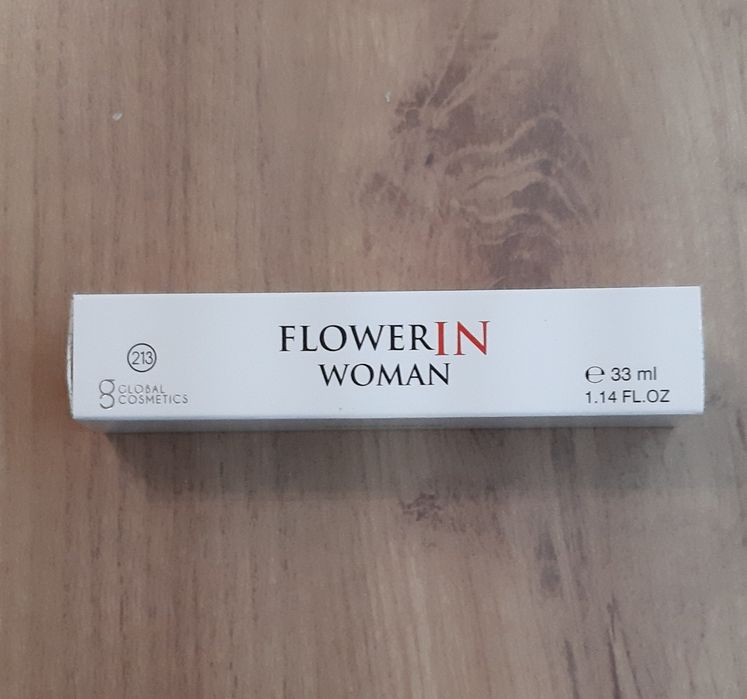 213
GLOBAL
COSMETICS
FLOWERIN
WOMAN
℮ 33 ml
1.14 FL.OZ